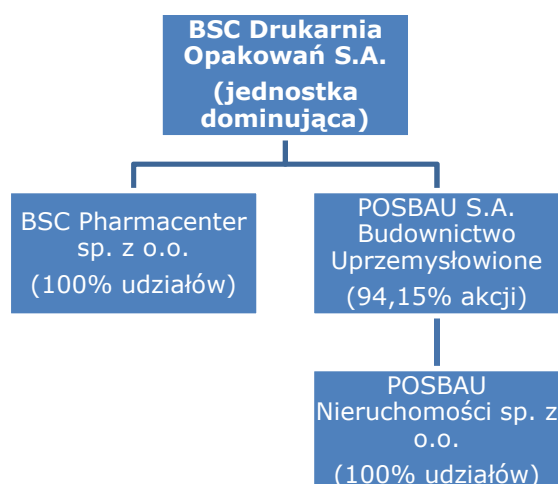 BSC Drukarnia
Opakowań S.A.
(jednostka
dominująca)
BSC Pharmacenter
sp. z o.o.
(100% udziałów)
POSBAU S.A.
Budownictwo
Uprzemysłowione
(94,15% akcji)
POSBAU
Nieruchomości sp. z
o.o.
(100% udziałów)